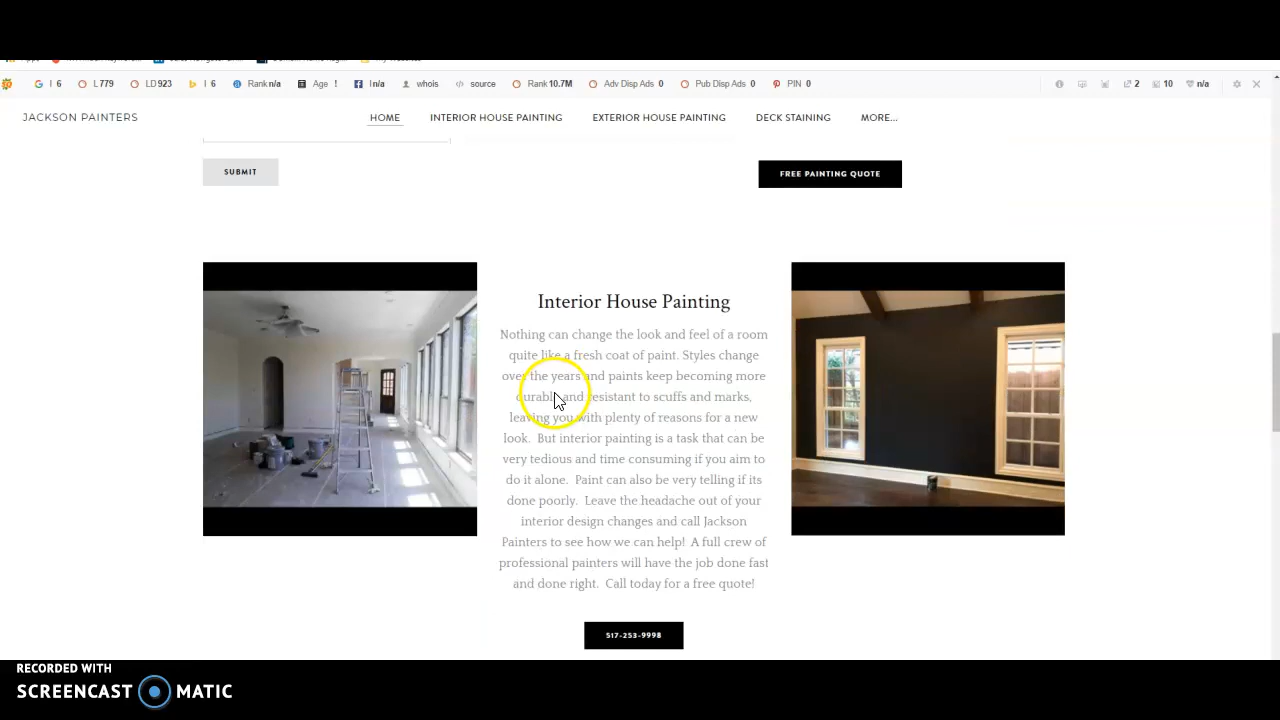 I 6
L 779
LD 923
I 6
Rank n/a
Age !
I n/a
whois
source
Rank 10.7M
Adv Disp Ads 0
Pub Disp Ads 0
PIN 0
2
10
n/a
JACKSON PAINTERS
HOME
INTERIOR HOUSE PAINTING
EXTERIOR HOUSE PAINTING
DECK STAINING
MORE...
SUBMIT
FREE PAINTING QUOTE
Interior House Painting
Nothing can change the look and feel of a room
quite like a fresh coat of paint. Styles change
over the years and paints keep becoming more
durable and resistant to scuffs and marks,
leaving you with plenty of reasons for a new
look. But interior painting is a task that can be
very tedious and time consuming if you aim to
do it alone. Paint can also be very telling if its
done poorly. Leave the headache out of your
interior design changes and call Jackson
Painters to see how we can help! A full crew of
professional painters will have the job done fast
and done right. Call today for a free quote!
517-253-9998
RECORDED WITH
SCREENCAST MATIC